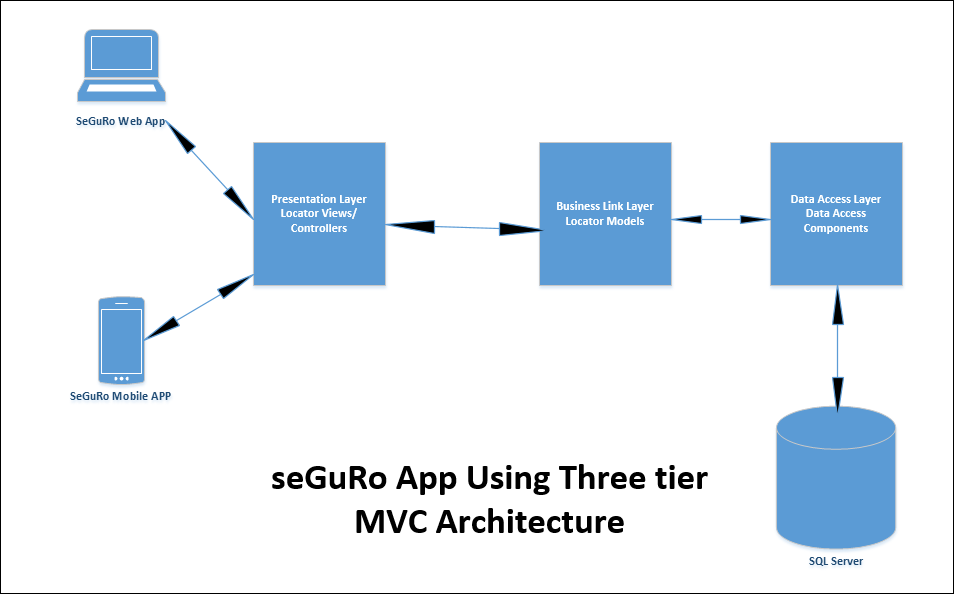 SeGuRo Web App
Presentation Layer
Locator Views/
Controllers
Business Link Layer
Locator Models
Data Access Layer
Data Access
Components
SeGuRo Mobile APP
seGuRo App Using Three tier
MVC Architecture
SQL Server